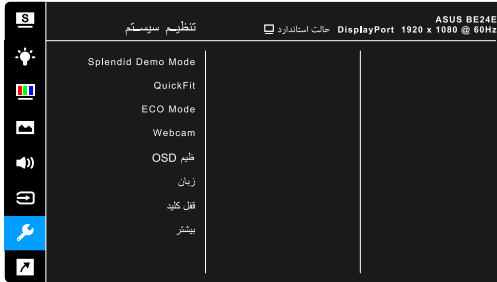 S
ASUS BE24E
تنظیم سیستم
حالت استاندارد DisplayPort 1920 x 1080 @ 60Hz
Splendid Demo Mode
QuickFit
ECO Mode
Webcam
ظیم OSD
زبان
قفل کلید
بیشتر